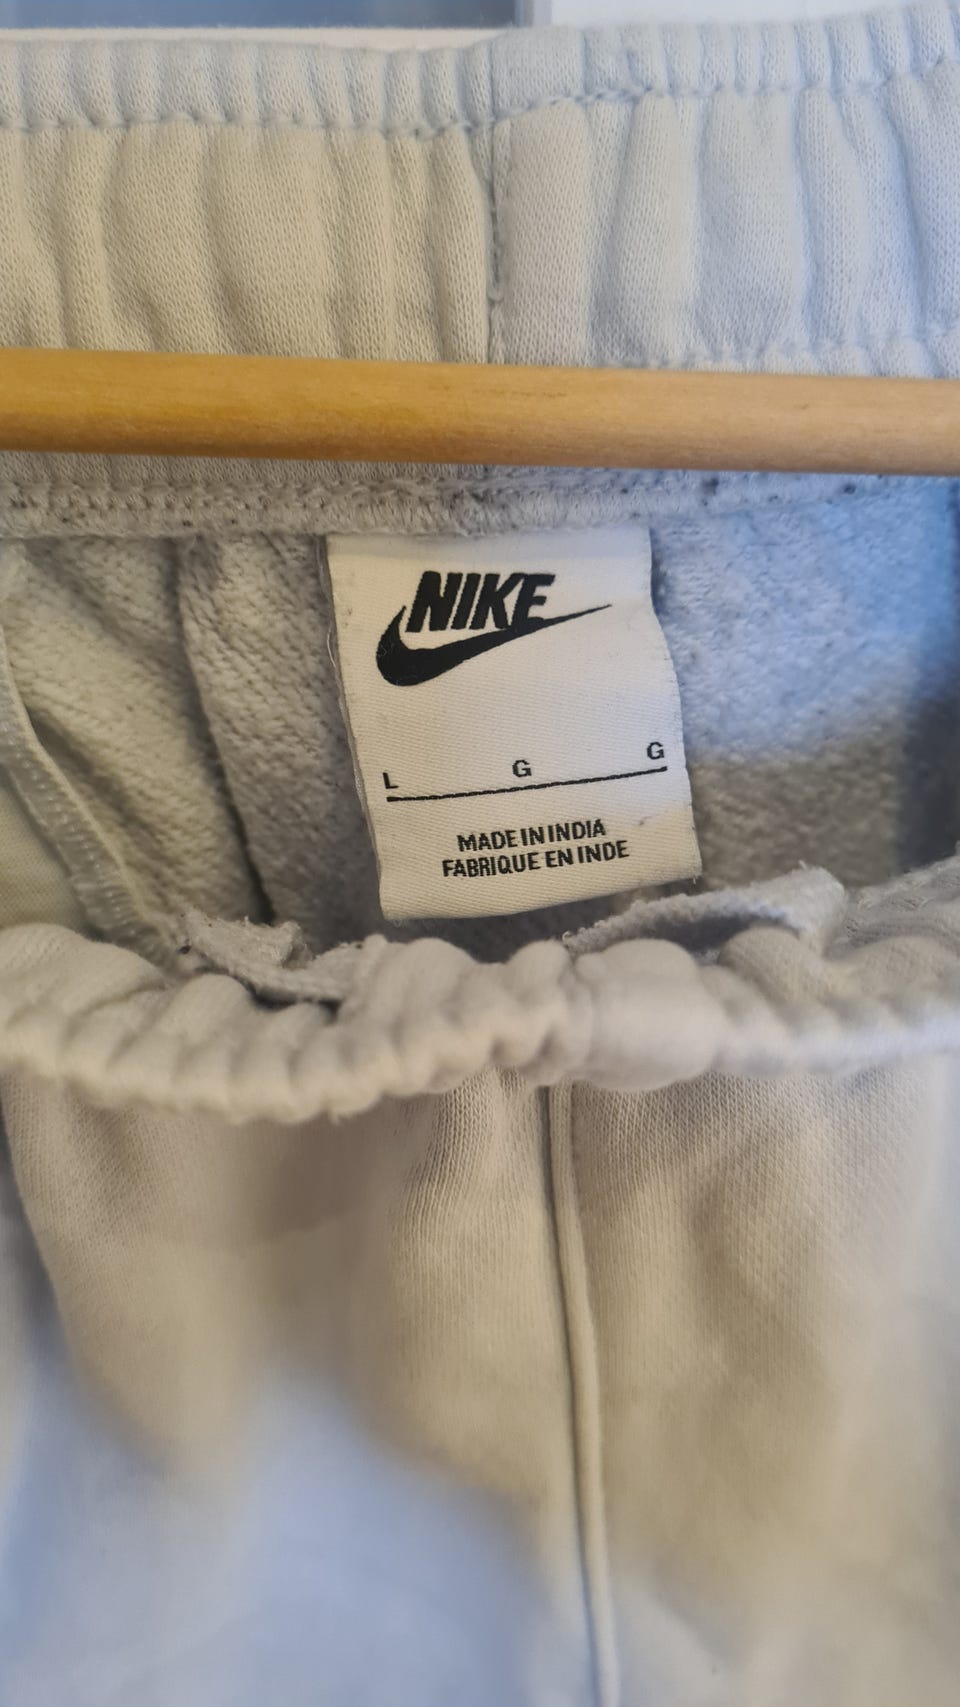 NIKE
L G G
MADE IN INDIA
FABRIQUE EN INDE